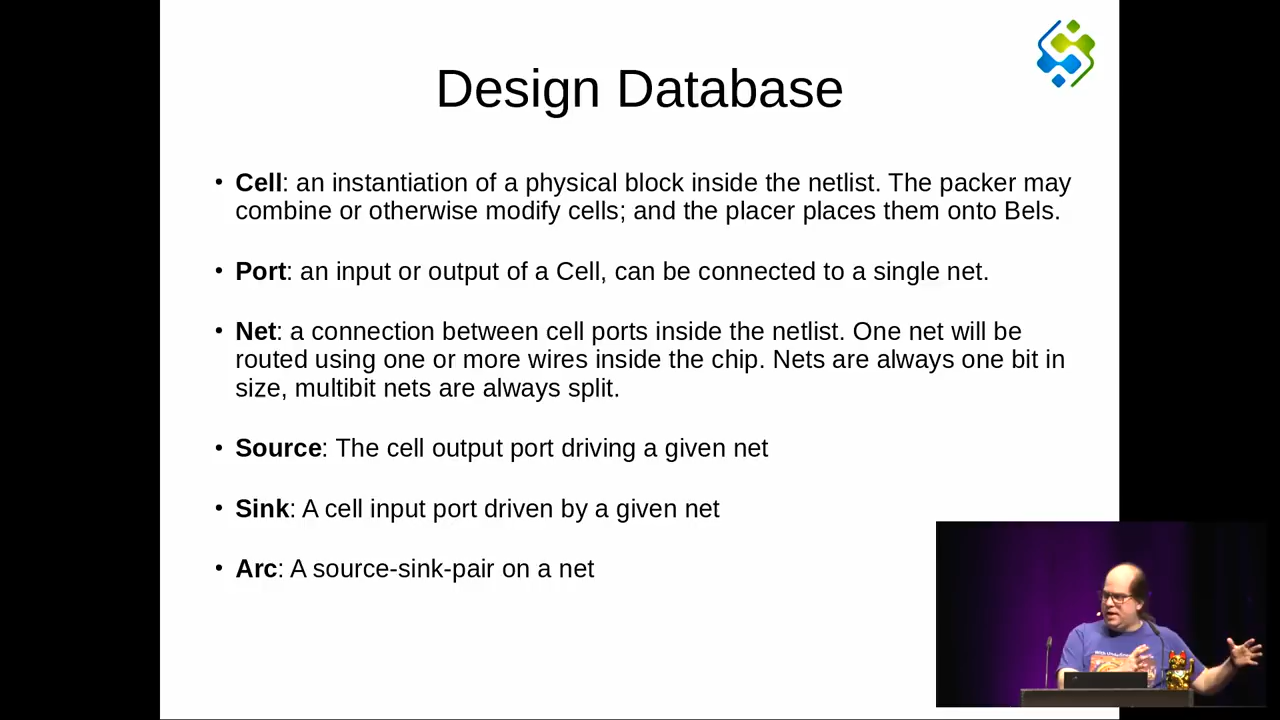 Design Database
• Cell: an instantiation of a physical block inside the netlist. The packer may
combine or otherwise modify cells; and the placer places them onto Bels.
• Port: an input or output of a Cell, can be connected to a single net.
• Net: a connection between cell ports inside the netlist. One net will be
routed using one or more wires inside the chip. Nets are always one bit in
size, multibit nets are always split.
• Source: The cell output port driving a given net
• Sink: A cell input port driven by a given net
• Arc: A source-sink-pair on a net